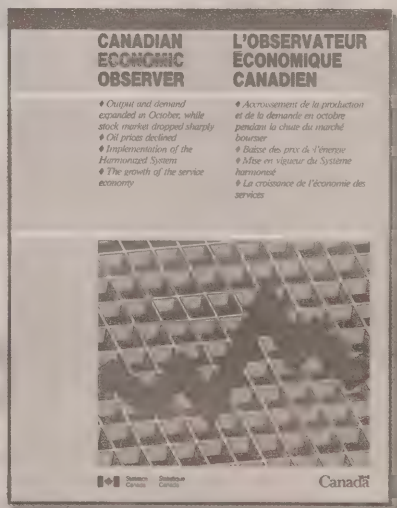 CANADIAN
ECONOMIC
OBSERVER
♦ Output and demand
expanded in October, while
stock market dropped sharply
♦ Oil prices declined
♦ Implementation of the
Harmonized System
♦ The growth of the service
economy
L'OBSERVATEUR
ÉCONOMIQUE
CANADIEN
♦ Accroissement de la production
et de la demande en octobre
pendant la chute du marché
boursier
♦ Baisse des prix de l'énergie
♦ Mise en vigueur du Système
harmonisé
♦ La croissance de l'économie des
services
Statistics
Canada
Statistique
Canada
Canada